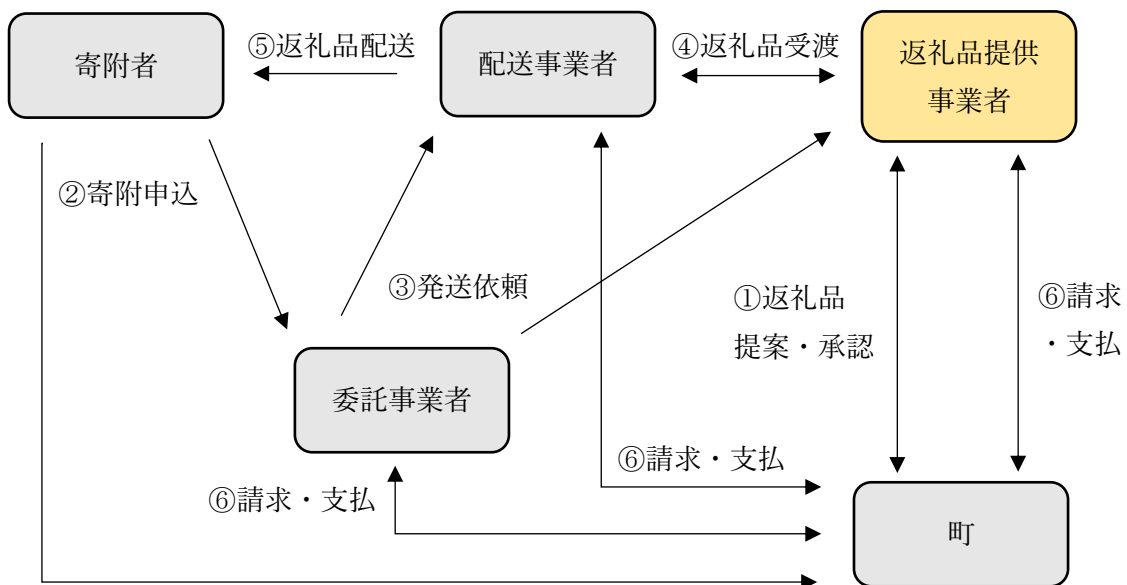 寄附者
⑤返礼品配送
配送事業者
④返礼品受渡
返礼品提供
事業者
②寄附申込
③発送依頼
①返礼品
提案・承認
⑥請求
・支払
委託事業者
⑥請求・支払
⑥請求・支払
町